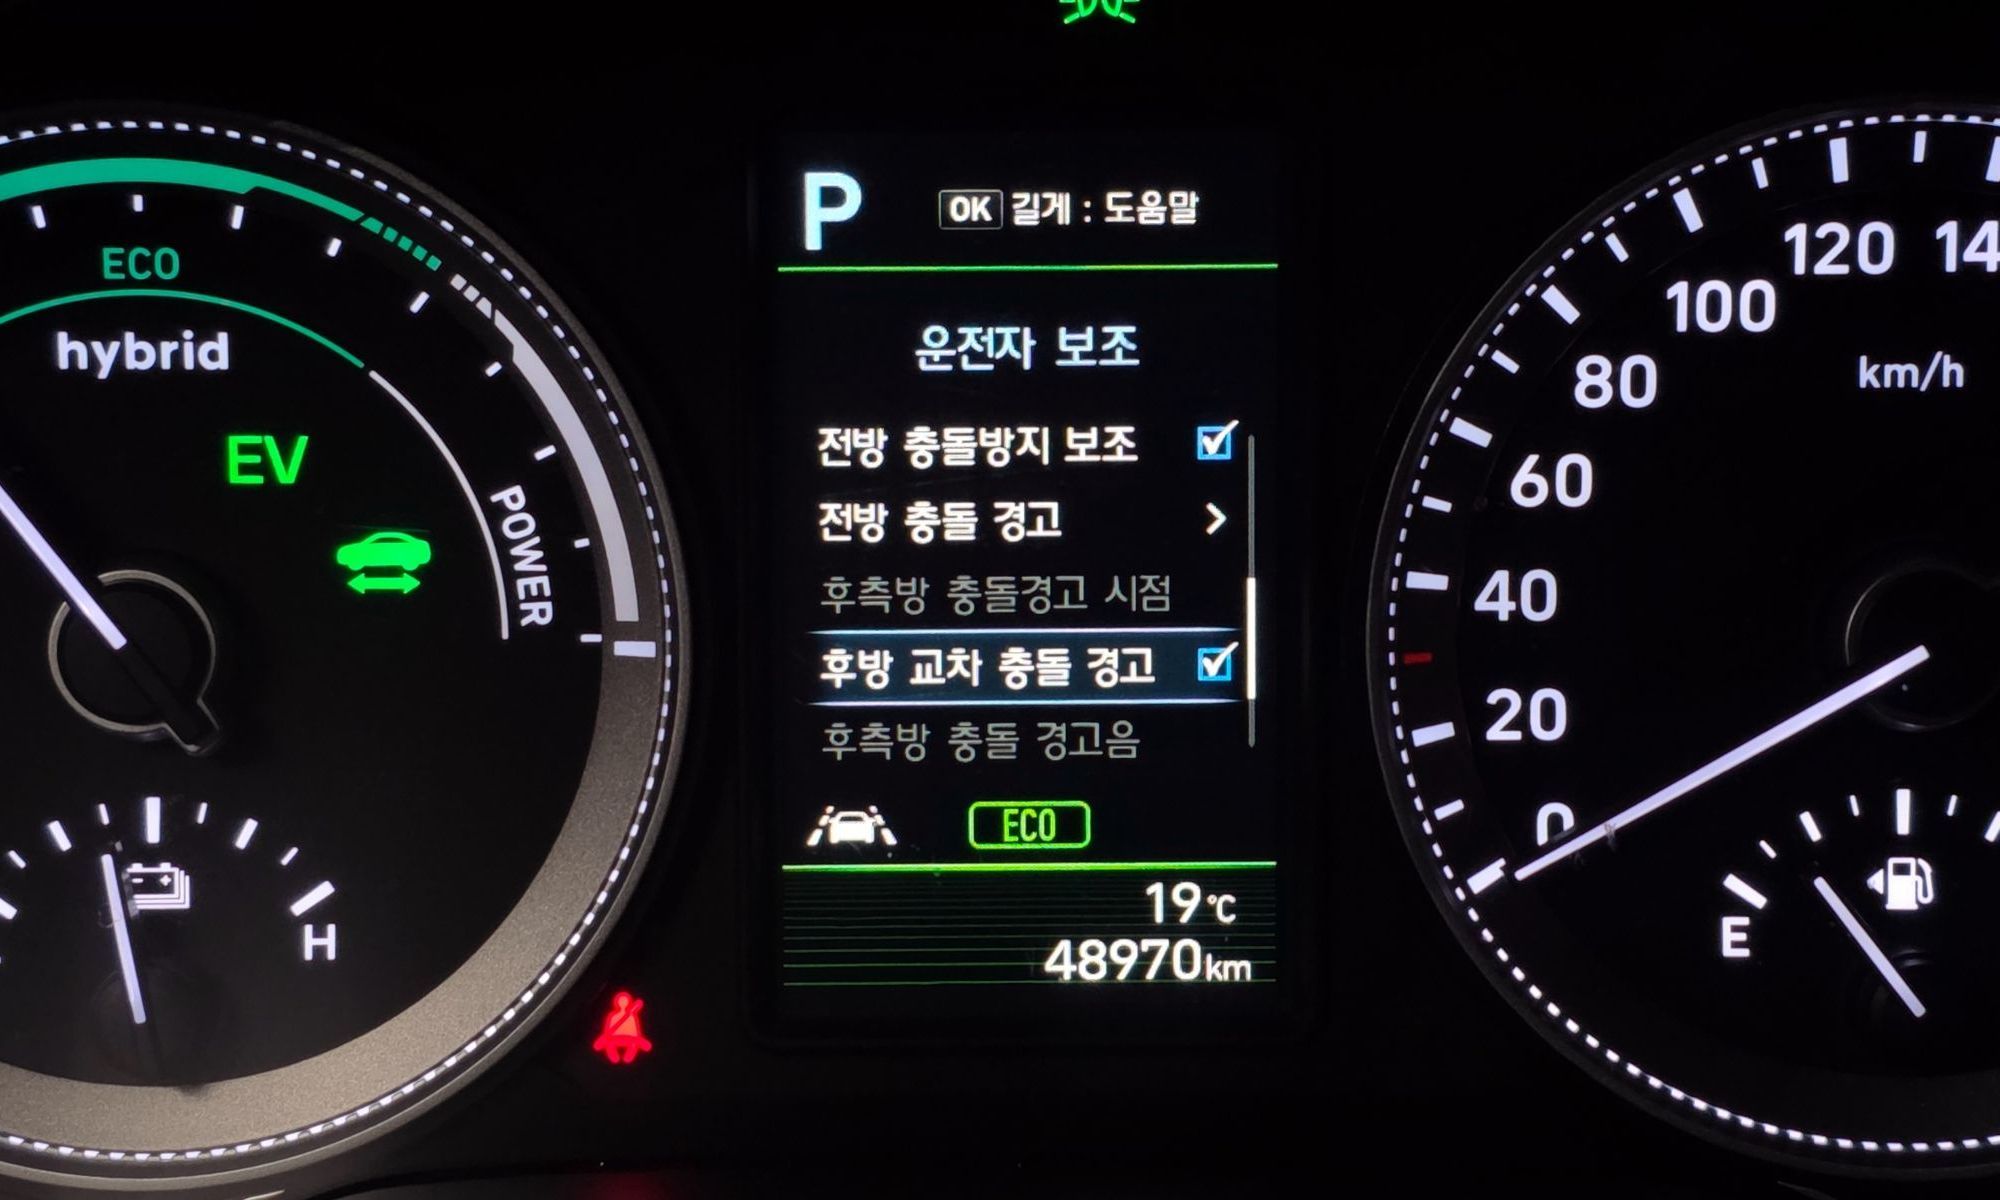 ECO
hybrid
EV
POWER
H
P
OK 길게 : 도움말
운전자 보조
전방 충돌방지 보조
전방 충돌 경고
후측방 충돌경고 시점
후방 교차 충돌 경고
후측방 충돌 경고음
ECO
19℃
48970km
120
100
80
60
40
20
0
km/h
E